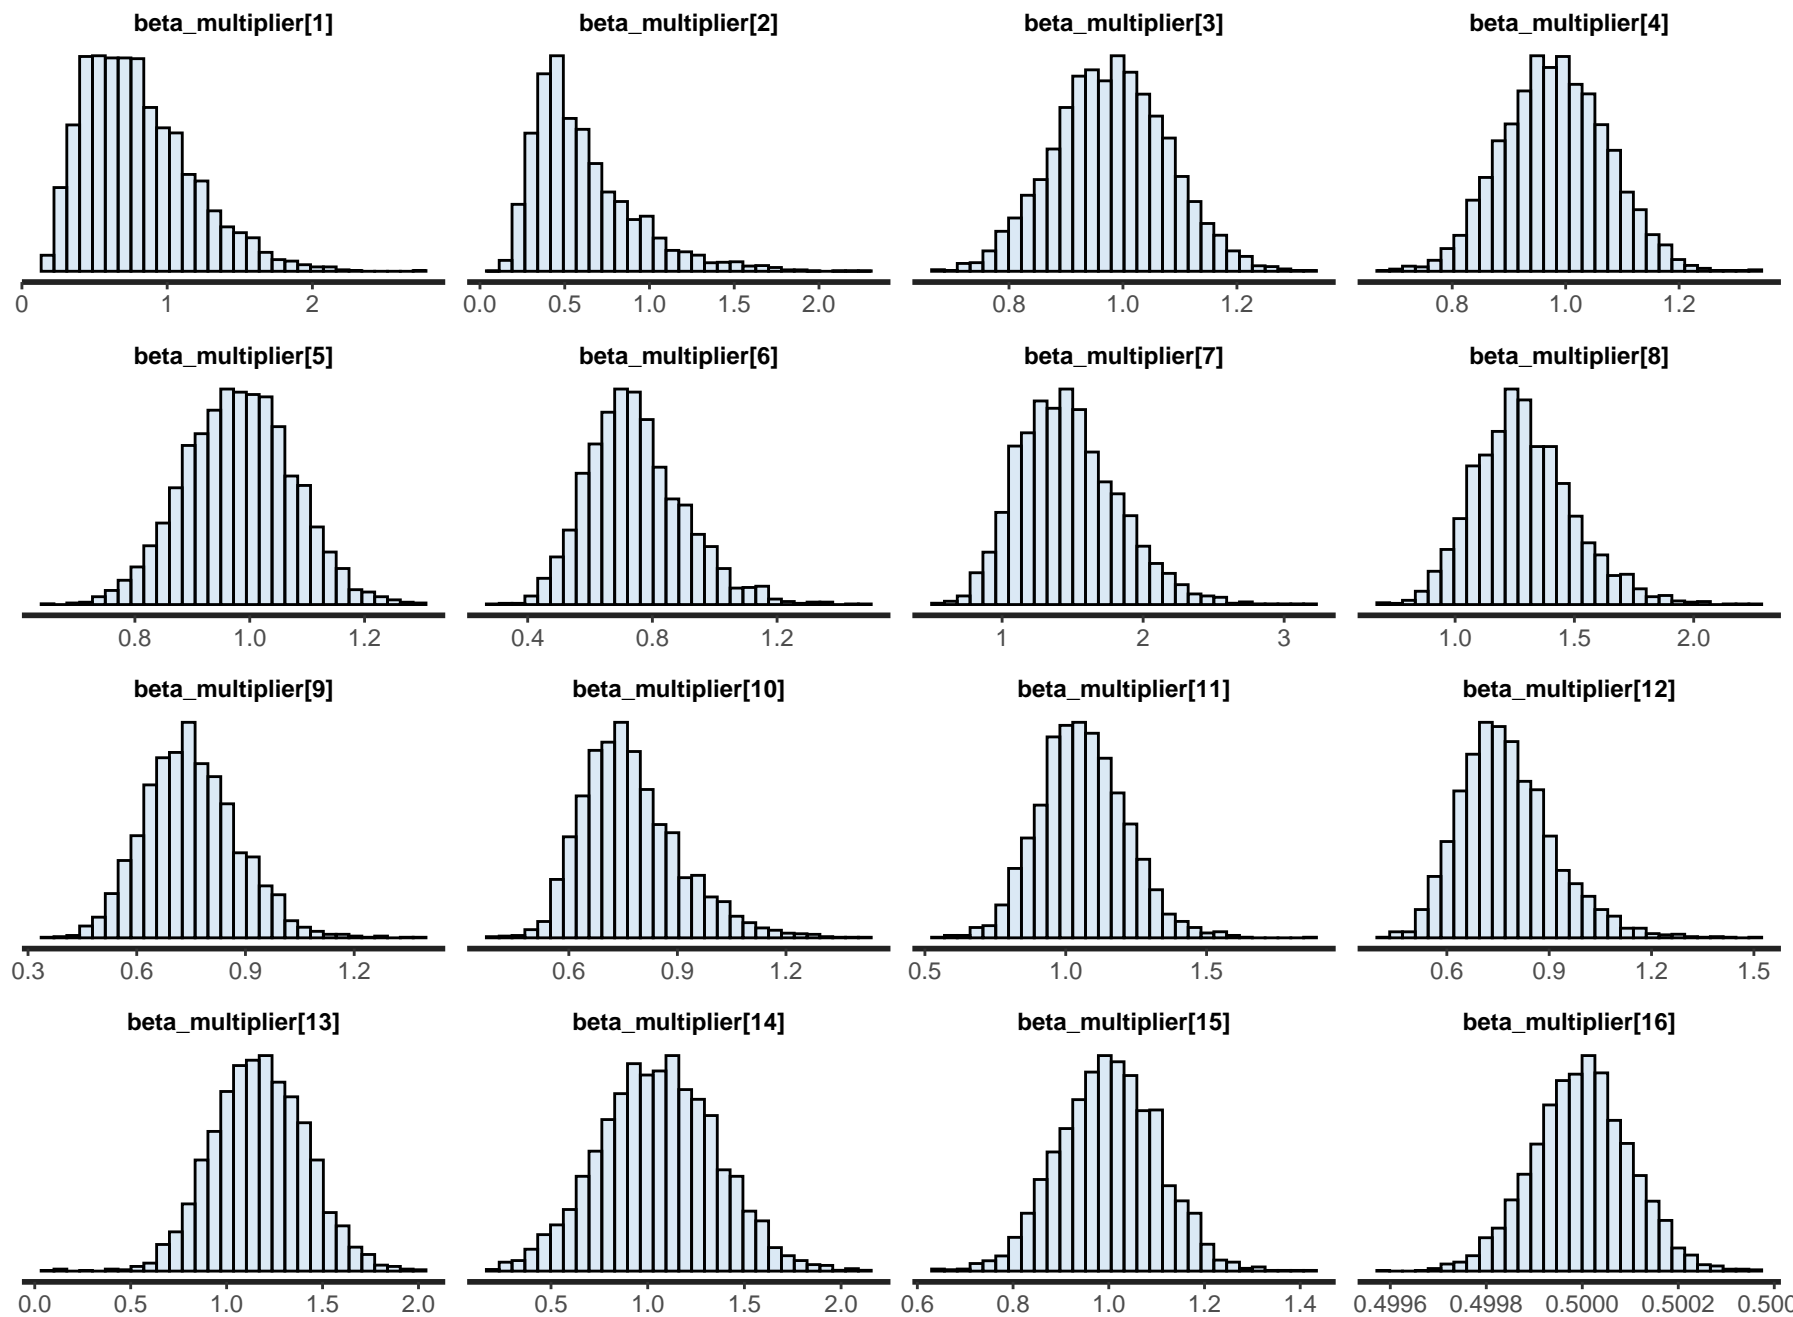 beta_multiplier[1] beta_multiplier[2] beta_multiplier[3] beta_multiplier[4]
0 1 2 0.0 0.5 1.0 1.5 2.0 0.8 1.0 1.2 0.8 1.0 1.2
beta_multiplier[5] beta_multiplier[6] beta_multiplier[7] beta_multiplier[8]
0.8 1.0 1.2 0.4 0.8 1.2 1 2 3 1.0 1.5 2.0
beta_multiplier[9] beta_multiplier[10] beta_multiplier[11] beta_multiplier[12]
0.3 0.6 0.9 1.2 0.6 0.9 1.2 0.5 1.0 1.5 0.6 0.9 1.2 1.5
beta_multiplier[13] beta_multiplier[14] beta_multiplier[15] beta_multiplier[16]
0.0 0.5 1.0 1.5 2.0 0.5 1.0 1.5 2.0 0.6 0.8 1.0 1.2 1.4 0.4996 0.4998 0.5000 0.5002